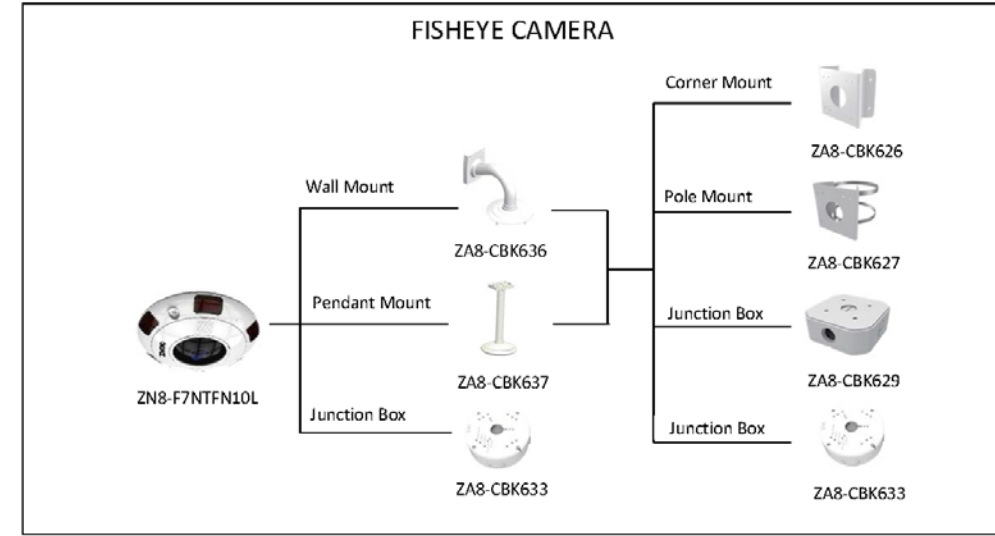 FISHEYE CAMERA
Corner Mount
ZA8-CBK626
Wall Mount
Pole Mount
ZA8-CBK636
ZA8-CBK627
Pendant Mount
Junction Box
ZN8-F7NTFN10L
ZA8-CBK637
ZA8-CBK629
Junction Box
Junction Box
ZA8-CBK633
ZA8-CBK633